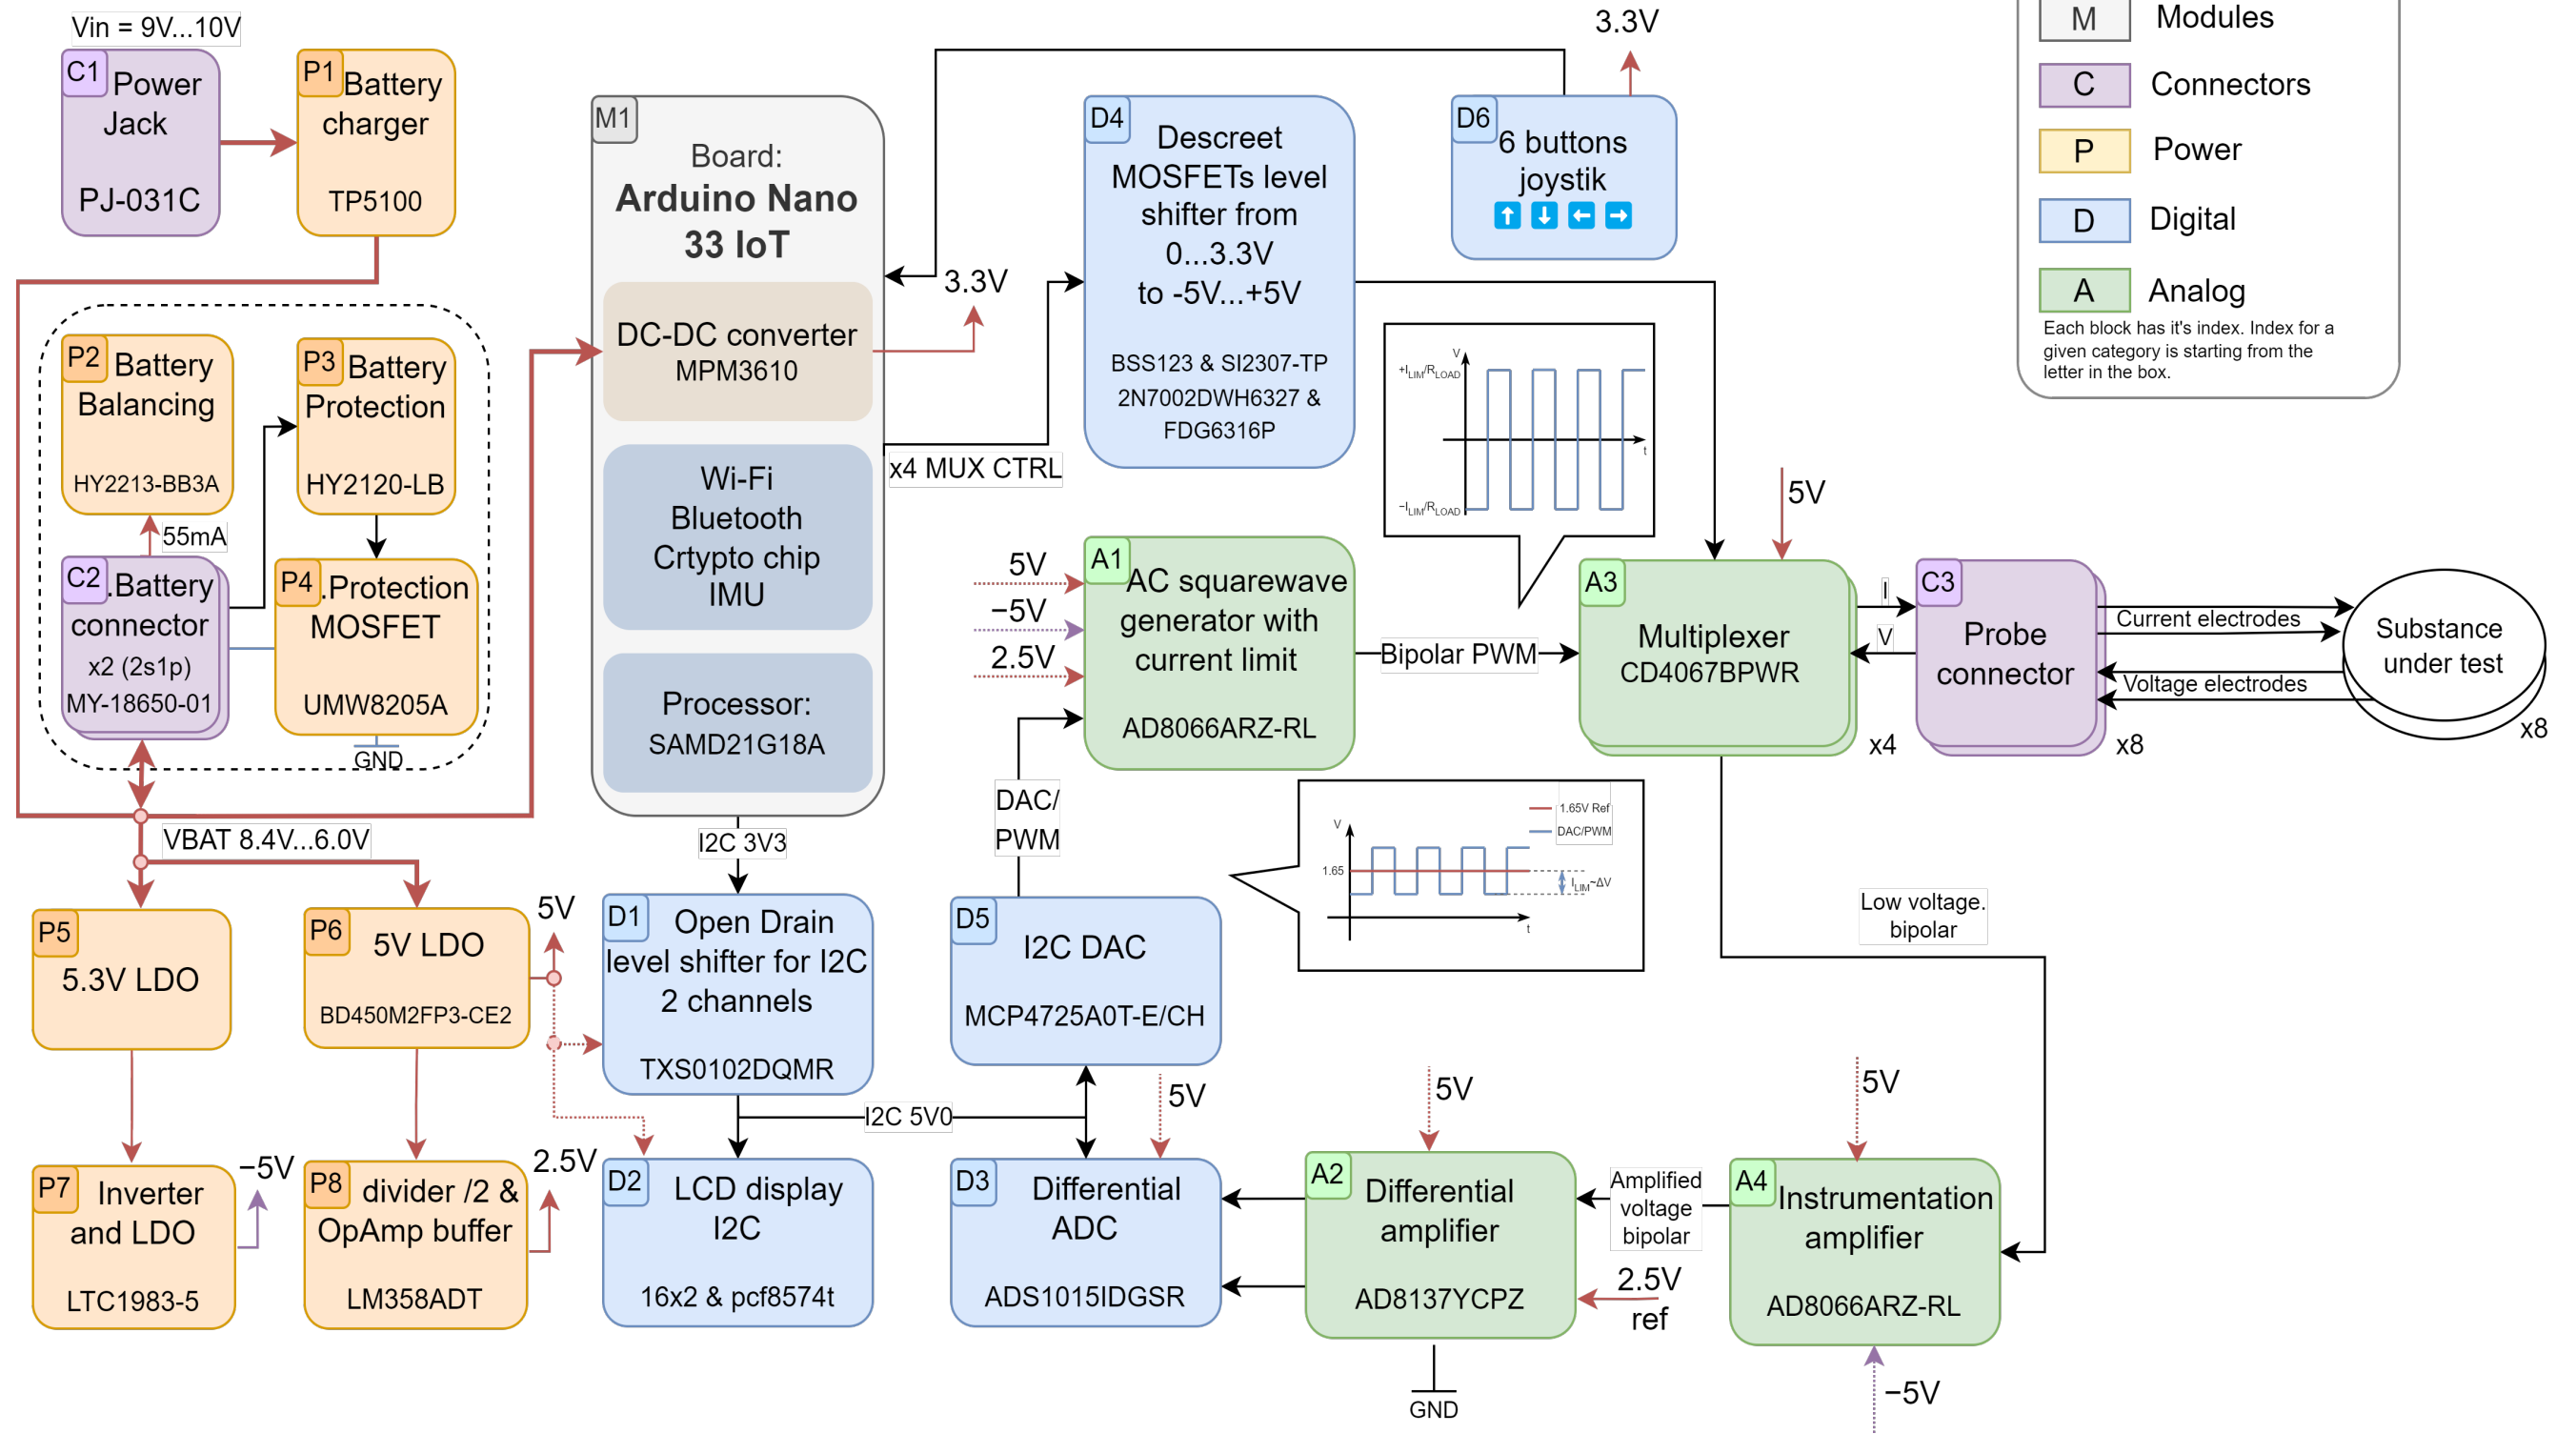 Vin = 9V...10V
C1
Power
Jack
PJ-031C
P1
Battery
charger
TP5100
P2
Battery
Balancing
HY2213-BB3A
P3
Battery
Protection
HY2120-LB
55mA
C2
.Battery
connector
x2 (2s1p)
MY-18650-01
P4
.Protection
MOSFET
UMW8205A
GND
VBAT 8.4V...6.0V
P5
5.3V LDO
P6
5V LDO
BD450M2FP3-CE2
5V
P7
Inverter
and LDO
LTC1983-5
−5V
P8
divider /2 &
OpAmp buffer
LM358ADT
2.5V
M1
Board:
Arduino Nano
33 IoT
DC-DC converter
MPM3610
3.3V
Wi-Fi
Bluetooth
Crtypto chip
IMU
Processor:
SAMD21G18A
x4 MUX CTRL
I2C 3V3
D1
Open Drain
level shifter for I2C
2 channels
TXS0102DQMR
I2C 5V0
D2
LCD display
I2C
16x2 & pcf8574t
D4
Descreet
MOSFETs level
shifter from
0...3.3V
to -5V...+5V
BSS123 & SI2307-TP
2N7002DWH6327 &
FDG6316P
3.3V
D6
6 buttons
joystik
V
+ILIM/RLOAD
−ILIM/RLOAD
t
5V
−5V
2.5V
A1
AC squarewave
generator with
current limit
AD8066ARZ-RL
Bipolar PWM
DAC/
PWM
D5
I2C DAC
MCP4725A0T-E/CH
V
1.65
1.65V Ref
DAC/PWM
ILIM~ΔV
t
5V
A3
Multiplexer
CD4067BPWR
x4
I
V
C3
Probe
connector
x8
Current electrodes
Voltage electrodes
Substance
under test
x8
Low voltage.
bipolar
5V
D3
Differential
ADC
ADS1015IDGSR
5V
A2
Differential
amplifier
AD8137YCPZ
GND
Amplified
voltage
bipolar
2.5V
ref
5V
A4
Instrumentation
amplifier
AD8066ARZ-RL
−5V
M
Modules
C
Connectors
P
Power
D
Digital
A
Analog
Each block has it's index. Index for a
given category is starting from the
letter in the box.